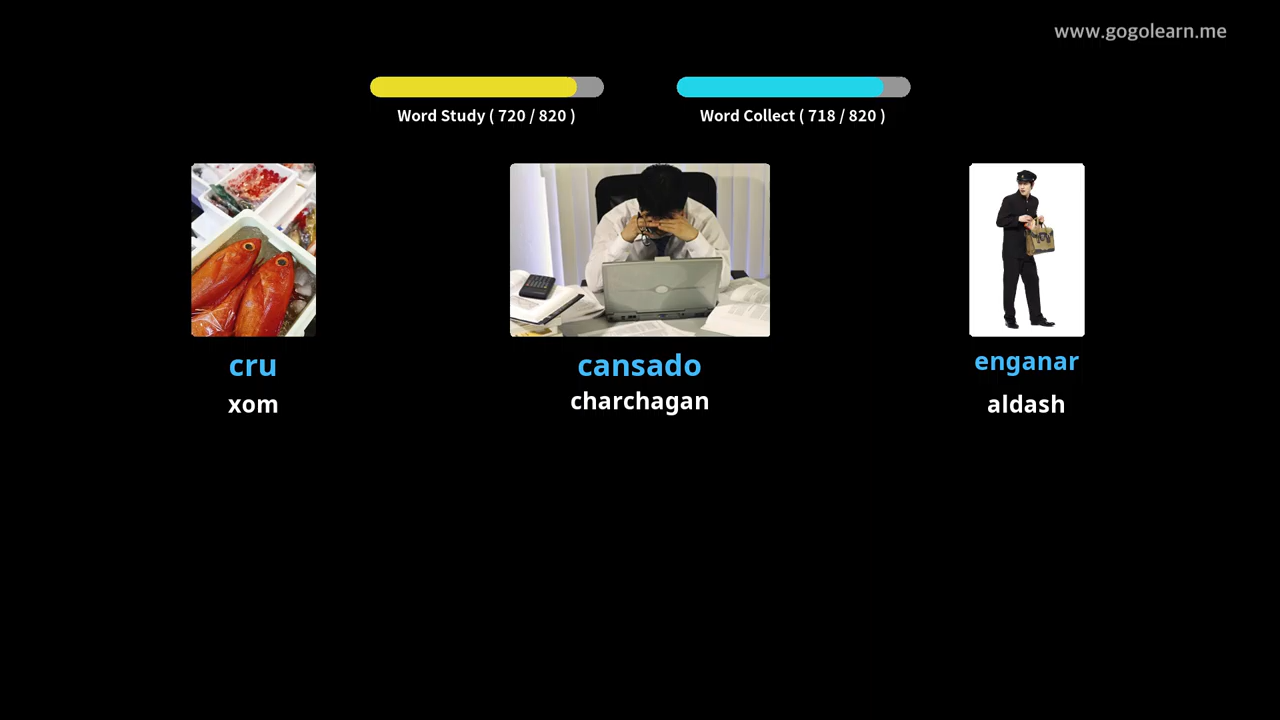 www.gogolearn.me
Word Study ( 720 / 820 )
Word Collect ( 718 / 820 )
cru
cansado
enganar
xom
charchagan
aldash